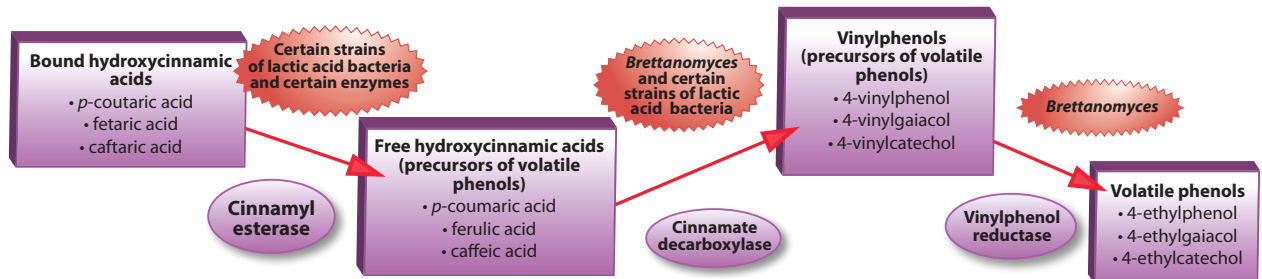 Bound hydroxycinnamic
acids
• p-coutaric acid
• fetaric acid
• caftaric acid
Certain strains
of lactic acid bacteria
and certain enzymes
Cinnamyl
esterase
Free hydroxycinnamic acids
(precursors of volatile
phenols)
• p-coumaric acid
• ferulic acid
• caffeic acid
Brettanomyces
and certain
strains of lactic
acid bacteria
Cinnamate
decarboxylase
Vinylphenols
(precursors of volatile
phenols)
• 4-vinylphenol
• 4-vinylgaiacol
• 4-vinylcatechol
Brettanomyces
Vinylphenol
reductase
Volatile phenols
• 4-ethylphenol
• 4-ethylgaiacol
• 4-ethylcatechol